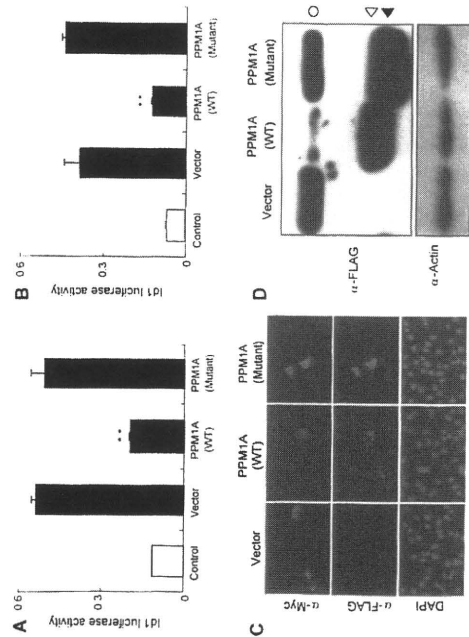 A
Id1 luciferase activity
0.6
0.3
0
Control
Vector
PPM1A
(WT)
PPM1A
(Mutant)
**
B
Id1 luciferase activity
0.6
0.3
0
Control
Vector
PPM1A
(WT)
PPM1A
(Mutant)
**
C
Vector
PPM1A
(WT)
PPM1A
(Mutant)
α-Myc
α-FLAG
DAPI
D
Vector
PPM1A
(WT)
PPM1A
(Mutant)
α-FLAG
α-Actin